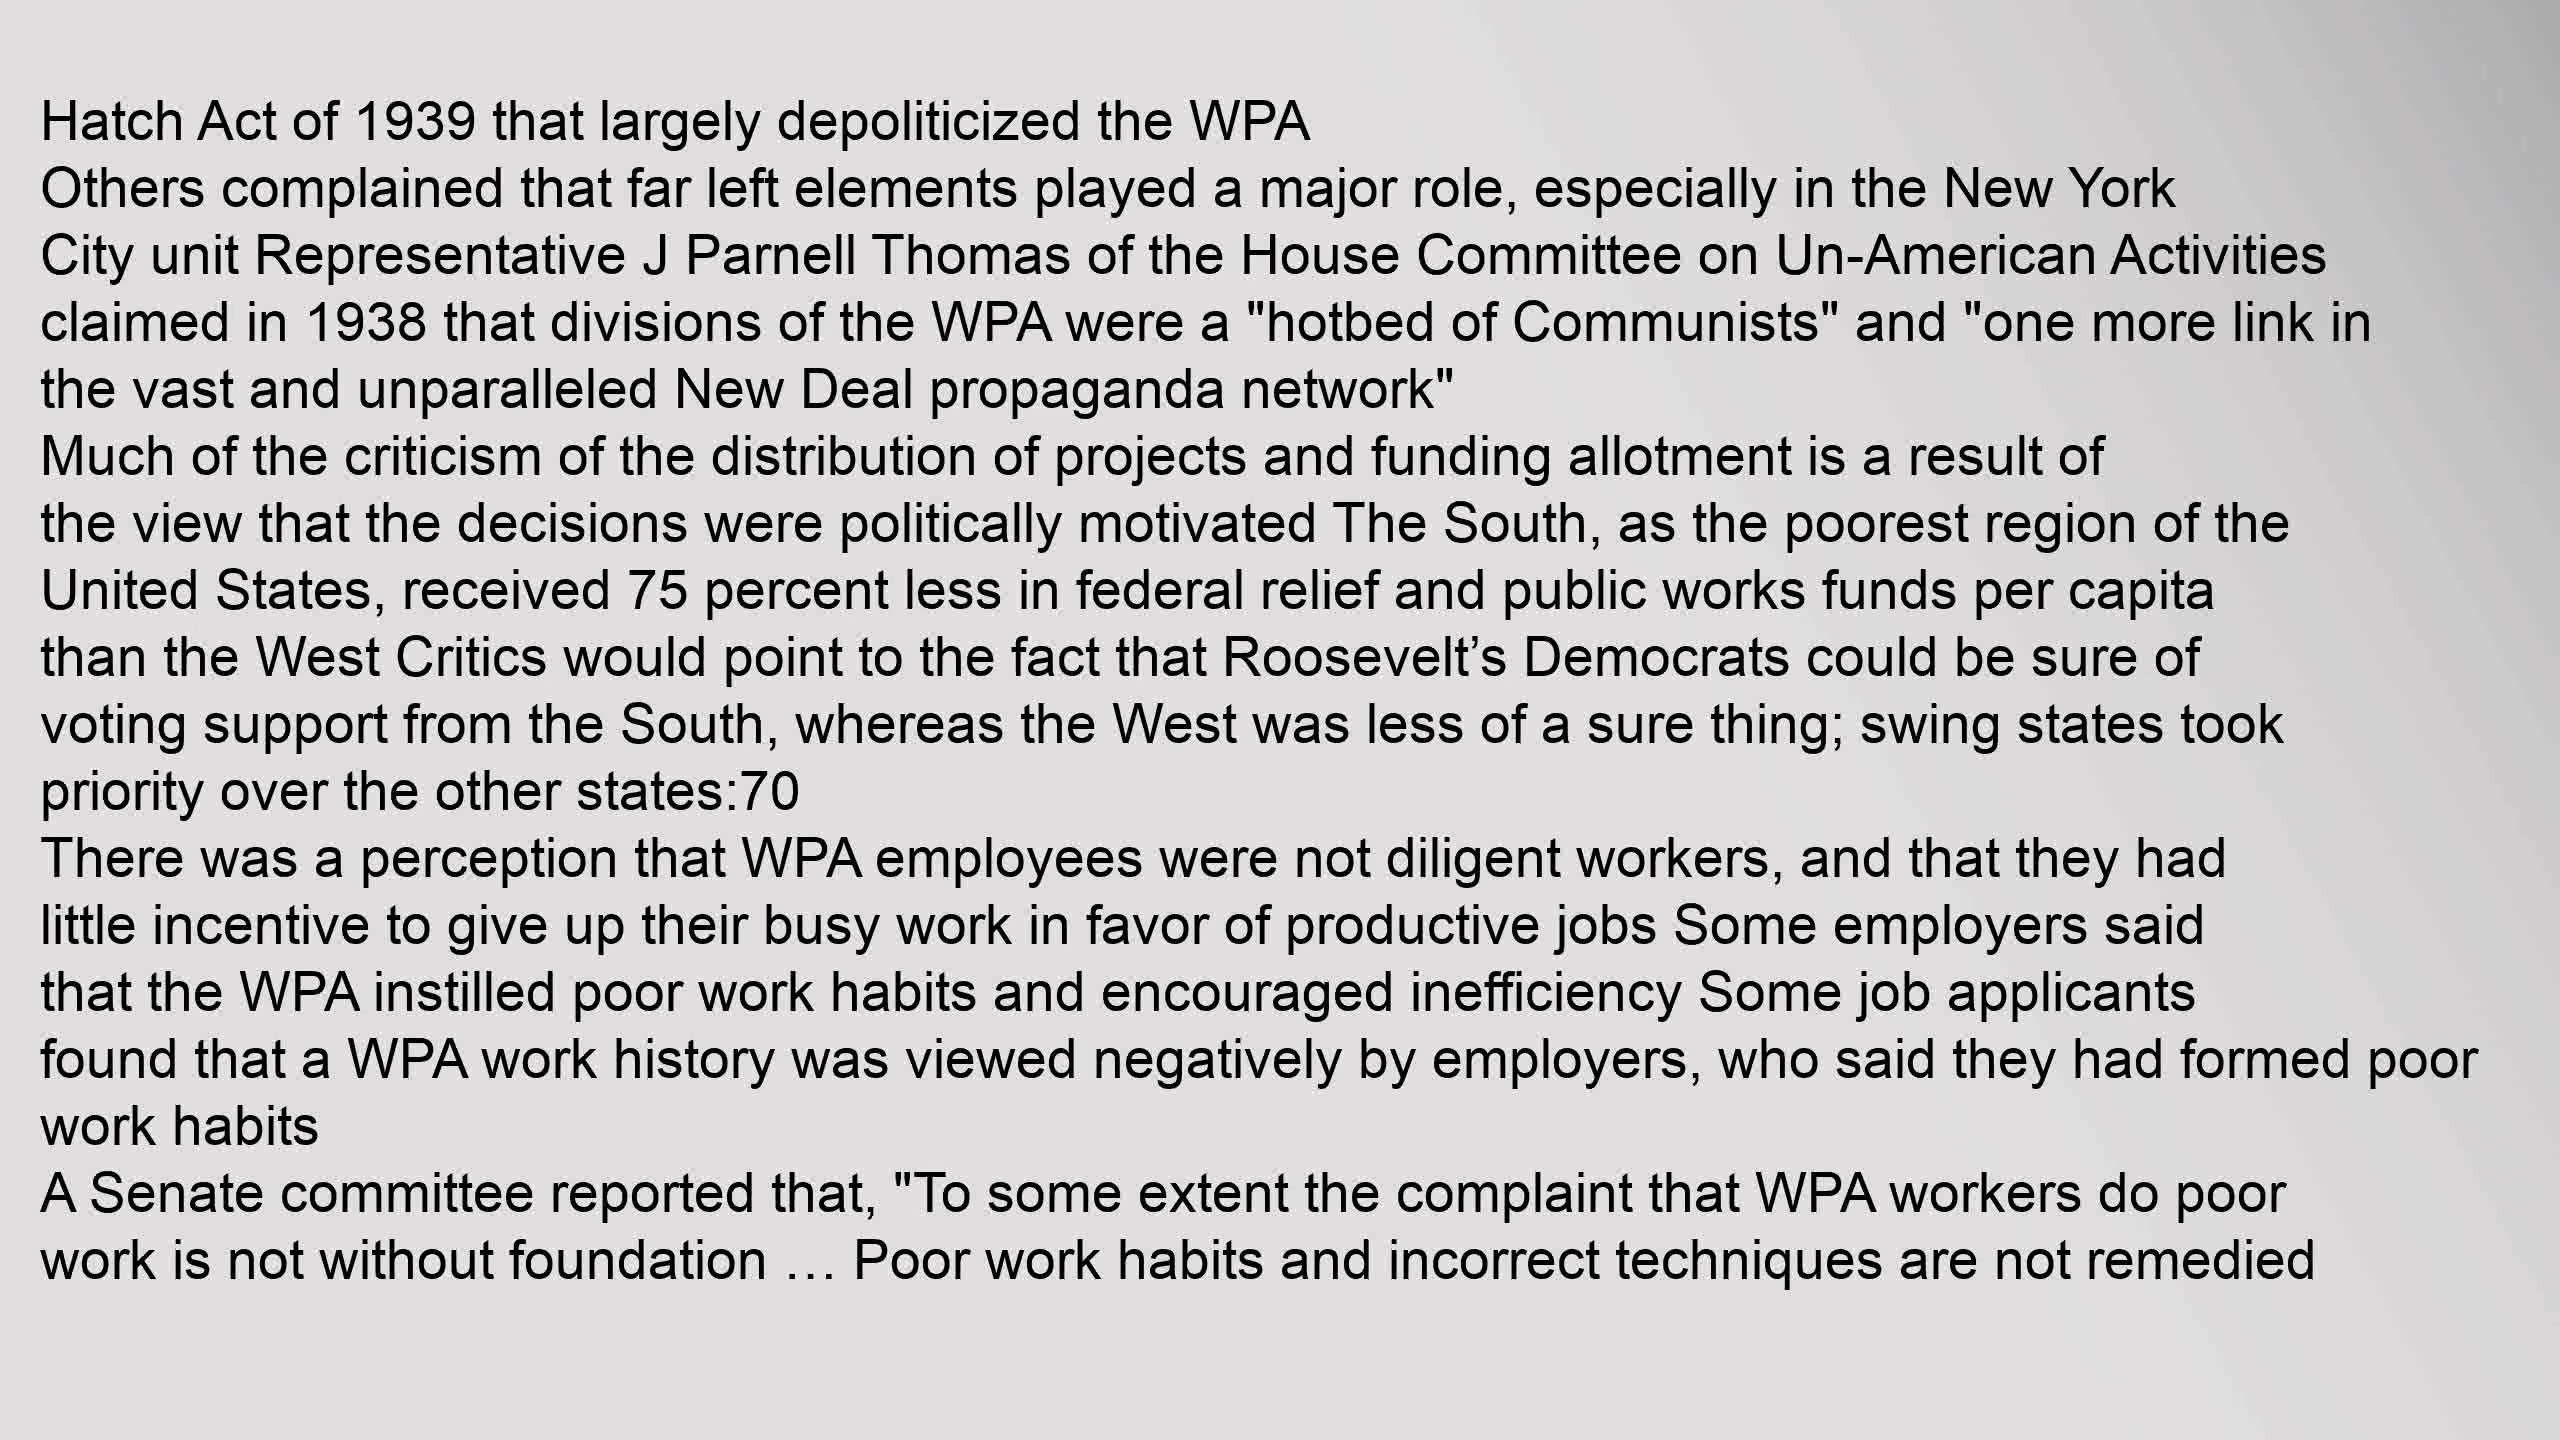 Hatch Act of 1939 that largely depoliticized the WPA
Others complained that far left elements played a major role, especially in the New York
City unit Representative J Parnell Thomas of the House Committee on Un-American Activities
claimed in 1938 that divisions of the WPA were a "hotbed of Communists" and "one more link in
the vast and unparalleled New Deal propaganda network"
Much of the criticism of the distribution of projects and funding allotment is a result of
the view that the decisions were politically motivated The South, as the poorest region of the
United States, received 75 percent less in federal relief and public works funds per capita
than the West Critics would point to the fact that Roosevelt’s Democrats could be sure of
voting support from the South, whereas the West was less of a sure thing; swing states took
priority over the other states:70
There was a perception that WPA employees were not diligent workers, and that they had
little incentive to give up their busy work in favor of productive jobs Some employers said
that the WPA instilled poor work habits and encouraged inefficiency Some job applicants
found that a WPA work history was viewed negatively by employers, who said they had formed poor
work habits
A Senate committee reported that, "To some extent the complaint that WPA workers do poor
work is not without foundation … Poor work habits and incorrect techniques are not remedied